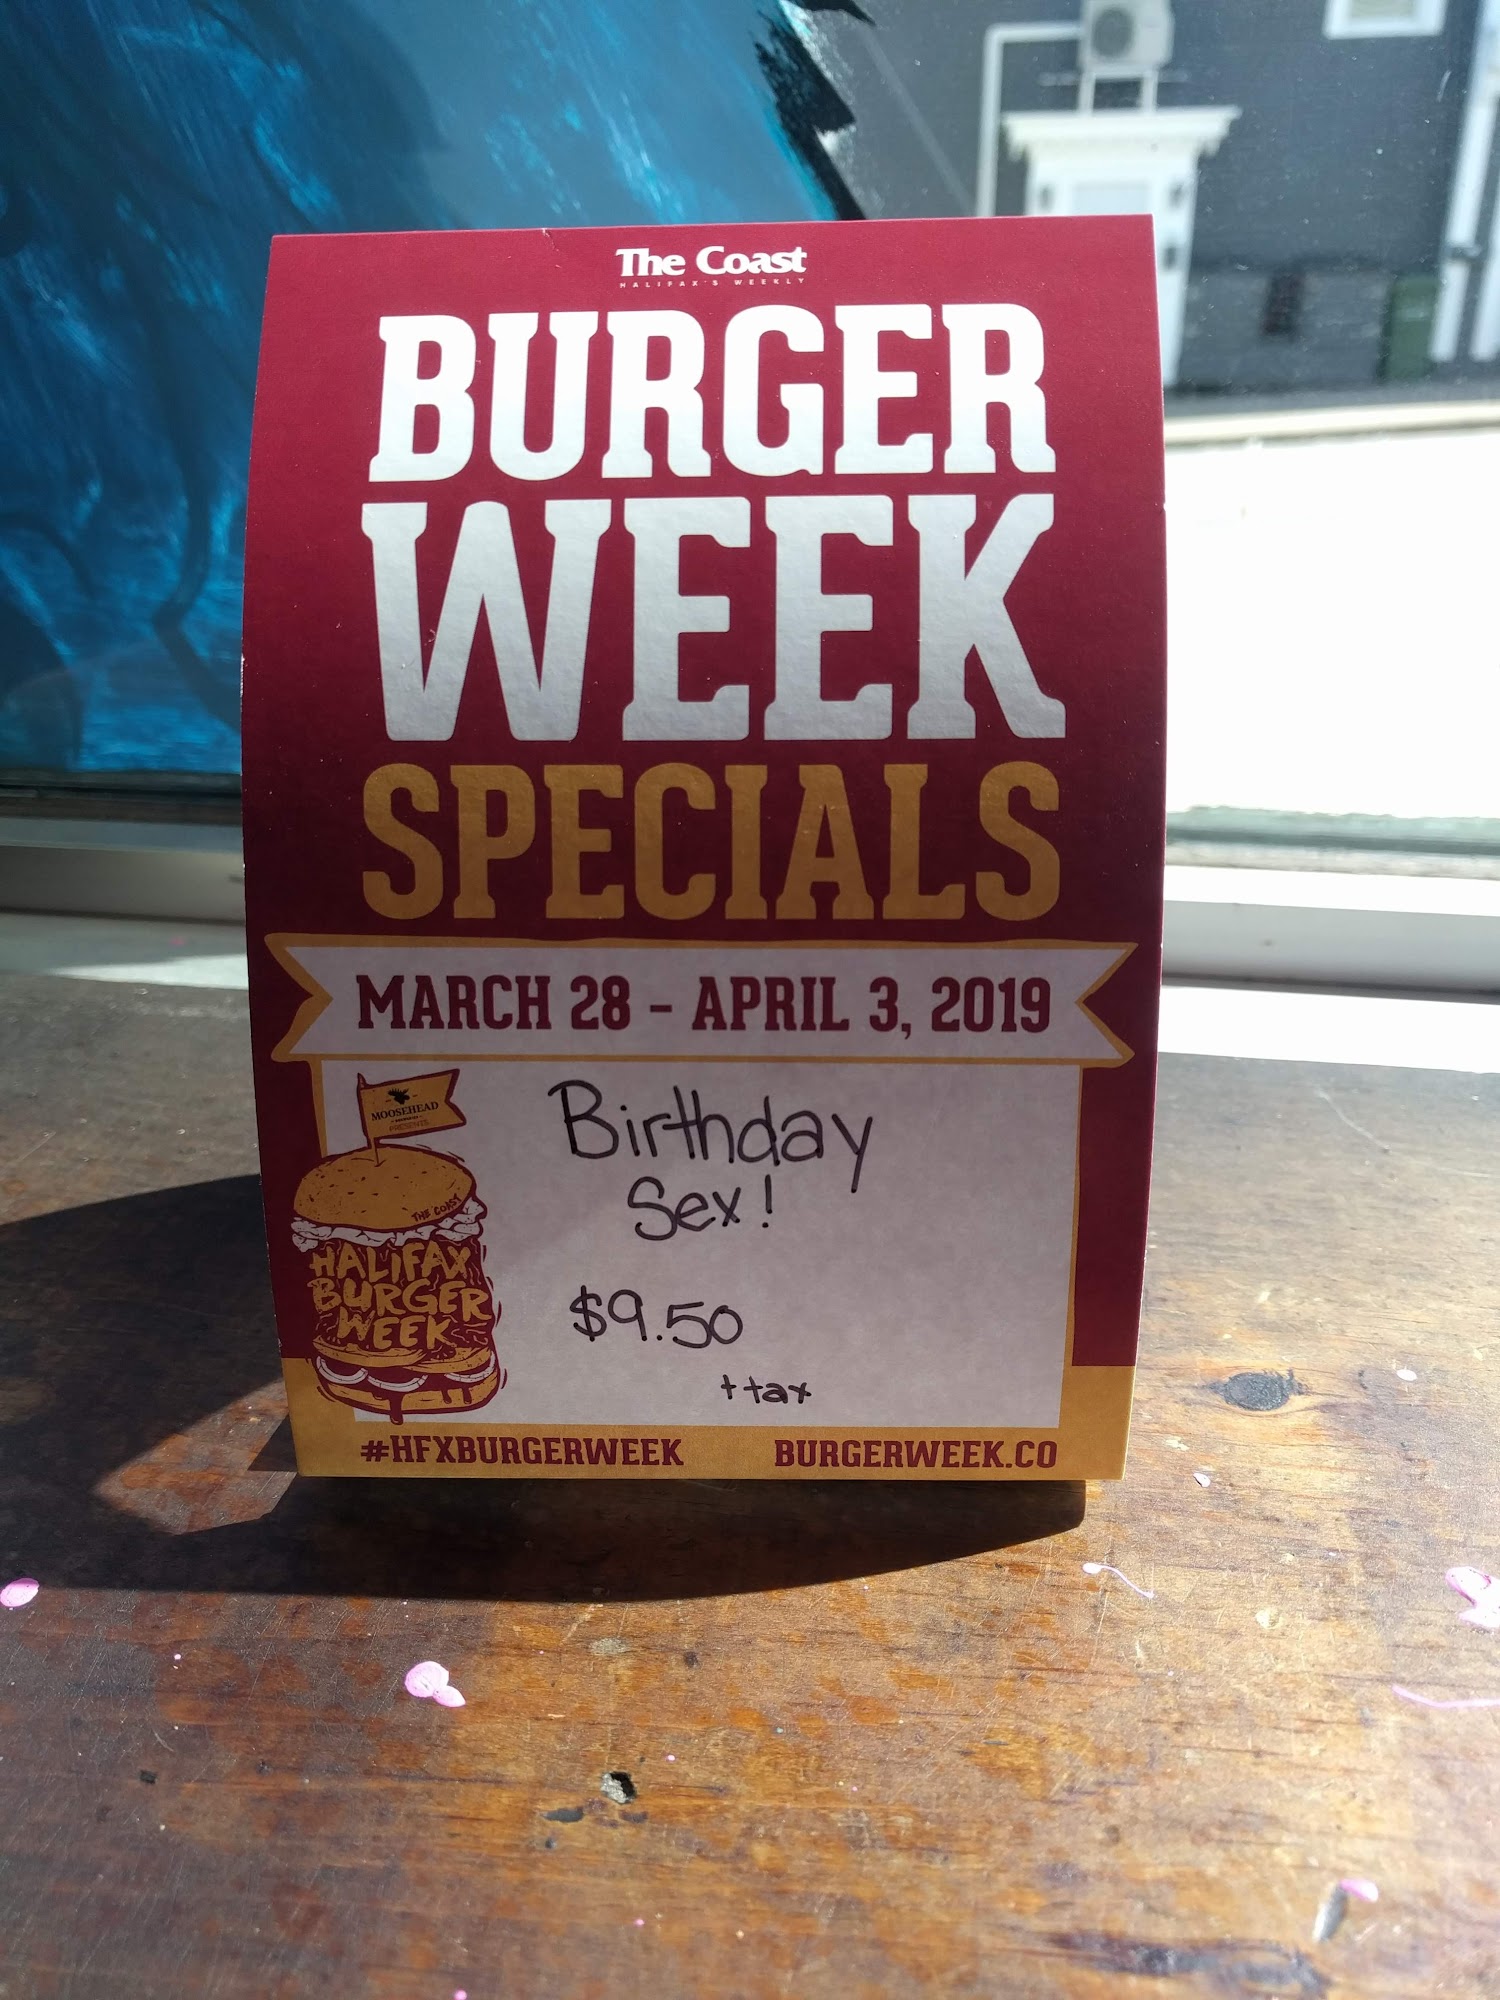 The Coast
HALIFAX'S WEEKLY
BURGER
WEEK
SPECIALS
MARCH 28 - APRIL 3, 2019
MOOSEHEAD
PRESENTS
THE COAST
HALIFAX
BURGER
WEEK
Birthday
Sex!
$9.50
+tax
#HFXBURGERWEEK BURGERWEEK.CO